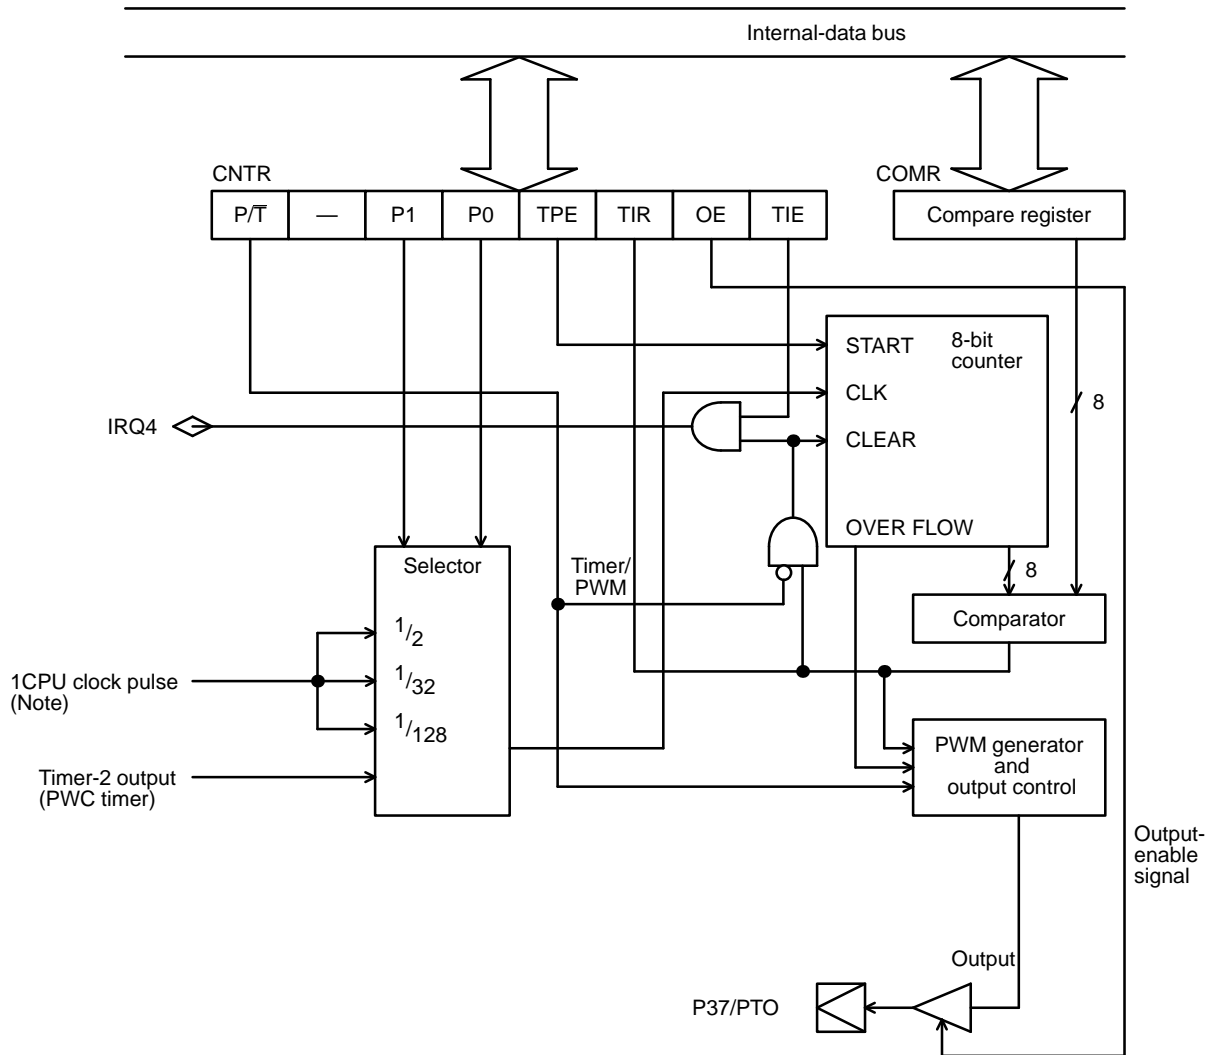 Internal-data bus
CNTR
COMR
P/T̅
—
P1
P0
TPE
TIR
OE
TIE
Compare register
START
8-bit
counter
CLK
8
IRQ4
CLEAR
OVER FLOW
Selector
Timer/
PWM
8
Comparator
1/2
1CPU clock pulse
(Note)
1/32
1/128
PWM generator
and
output control
Timer-2 output
(PWC timer)
Output-
enable
signal
Output
P37/PTO